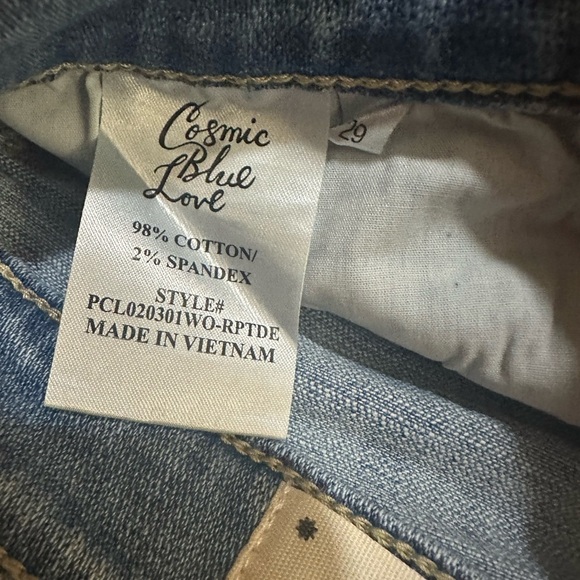 Cosmic
Blue
Love
98% COTTON/
2% SPANDEX
STYLE#
PCL020301WO-RPTDE
MADE IN VIETNAM
29
*